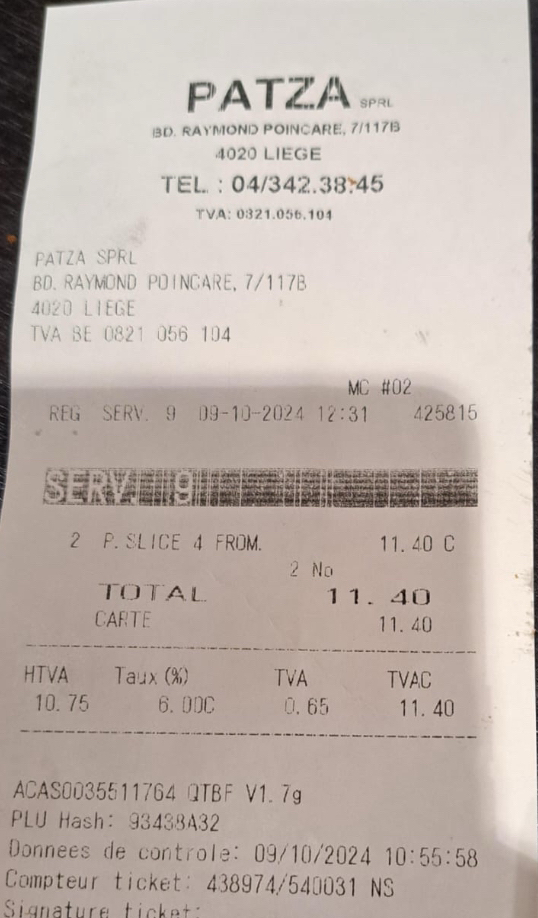 PATZA SPRL
BD. RAYMOND POINCARE, 7/117B
4020 LIEGE
TEL. : 04/342.38.45
TVA: 0821.056.104
PATZA SPRL
BD. RAYMOND POINCARE, 7/117B
4020 LIEGE
TVA BE 0821 056 104
MC #02
REG SERV. 9 09-10-2024 12:31 425815
SERV. 9
2 P.SLICE 4 FROM. 11.40 C
2 No
TOTAL 11.40
CARTE 11.40
HTVA Taux (%) TVA TVAC
10.75 6.00C 0.65 11.40
ACAS0035511764 QTBF V1.7g
PLU Hash: 93438A32
Donnees de controle: 09/10/2024 10:55:58
Compteur ticket: 438974/540031 NS
Signature ticket: